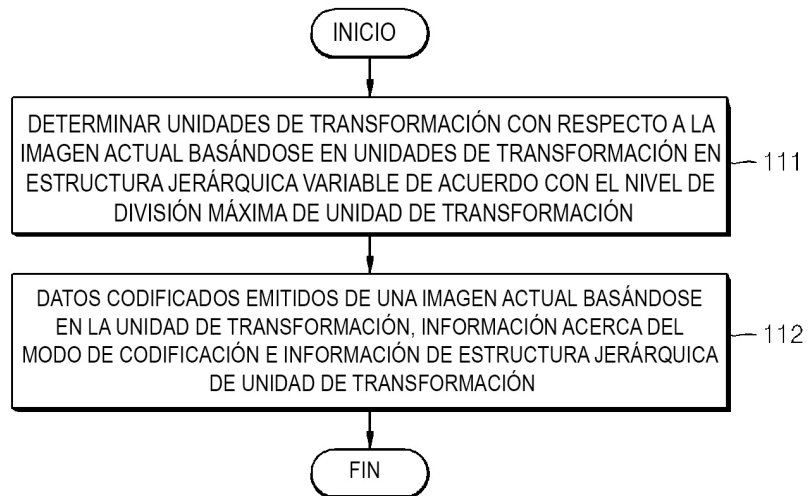 INICIO
DETERMINAR UNIDADES DE TRANSFORMACIÓN CON RESPECTO A LA
IMAGEN ACTUAL BASÁNDOSE EN UNIDADES DE TRANSFORMACIÓN EN
ESTRUCTURA JERÁRQUICA VARIABLE DE ACUERDO CON EL NIVEL DE
DIVISIÓN MÁXIMA DE UNIDAD DE TRANSFORMACIÓN
111
DATOS CODIFICADOS EMITIDOS DE UNA IMAGEN ACTUAL BASÁNDOSE
EN LA UNIDAD DE TRANSFORMACIÓN, INFORMACIÓN ACERCA DEL
MODO DE CODIFICACIÓN E INFORMACIÓN DE ESTRUCTURA JERÁRQUICA
DE UNIDAD DE TRANSFORMACIÓN
112
FIN